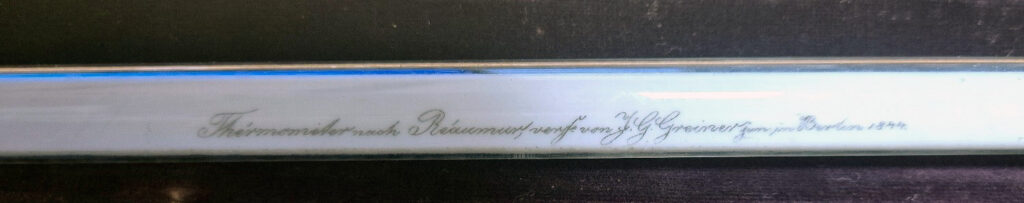 Thermometer nach Réaumur, verf. von J. G. Greiner jun. in Berlin 1844.